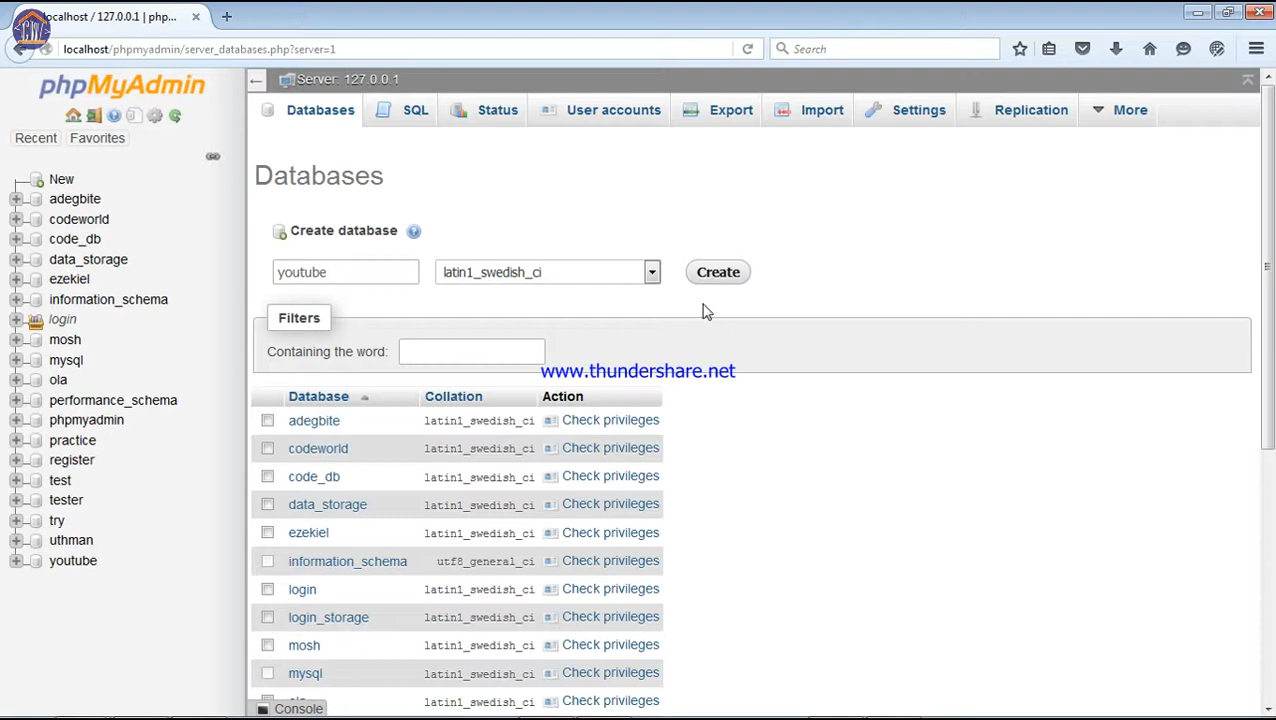 localhost / 127.0.0.1 | php...
localhost/phpmyadmin/server_databases.php?server=1
Search
phpMyAdmin
Recent
Favorites
New
adegbite
codeworld
code_db
data_storage
ezekiel
information_schema
login
mosh
mysql
ola
performance_schema
phpmyadmin
practice
register
test
tester
try
uthman
youtube
Server: 127.0.0.1
Databases SQL Status User accounts Export Import Settings Replication More
Databases
Create database
youtube latin1_swedish_ci Create
Filters
Containing the word:
www.thundershare.net
Database Collation Action
adegbite latin1_swedish_ci Check privileges
codeworld latin1_swedish_ci Check privileges
code_db latin1_swedish_ci Check privileges
data_storage latin1_swedish_ci Check privileges
ezekiel latin1_swedish_ci Check privileges
information_schema utf8_general_ci Check privileges
login latin1_swedish_ci Check privileges
login_storage latin1_swedish_ci Check privileges
mosh latin1_swedish_ci Check privileges
mysql latin1_swedish_ci Check privileges
latin1_swedish_ci Check privileges
Console